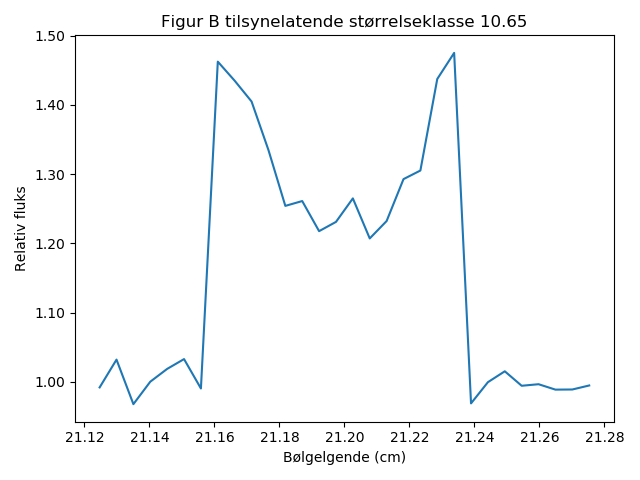 Figur B tilsynelatende størrelseklasse 10.65
1.50
1.40
1.30
1.20
1.10
1.00
Relativ fluks
21.12 21.14 21.16 21.18 21.20 21.22 21.24 21.26 21.28
Bølgelgende (cm)